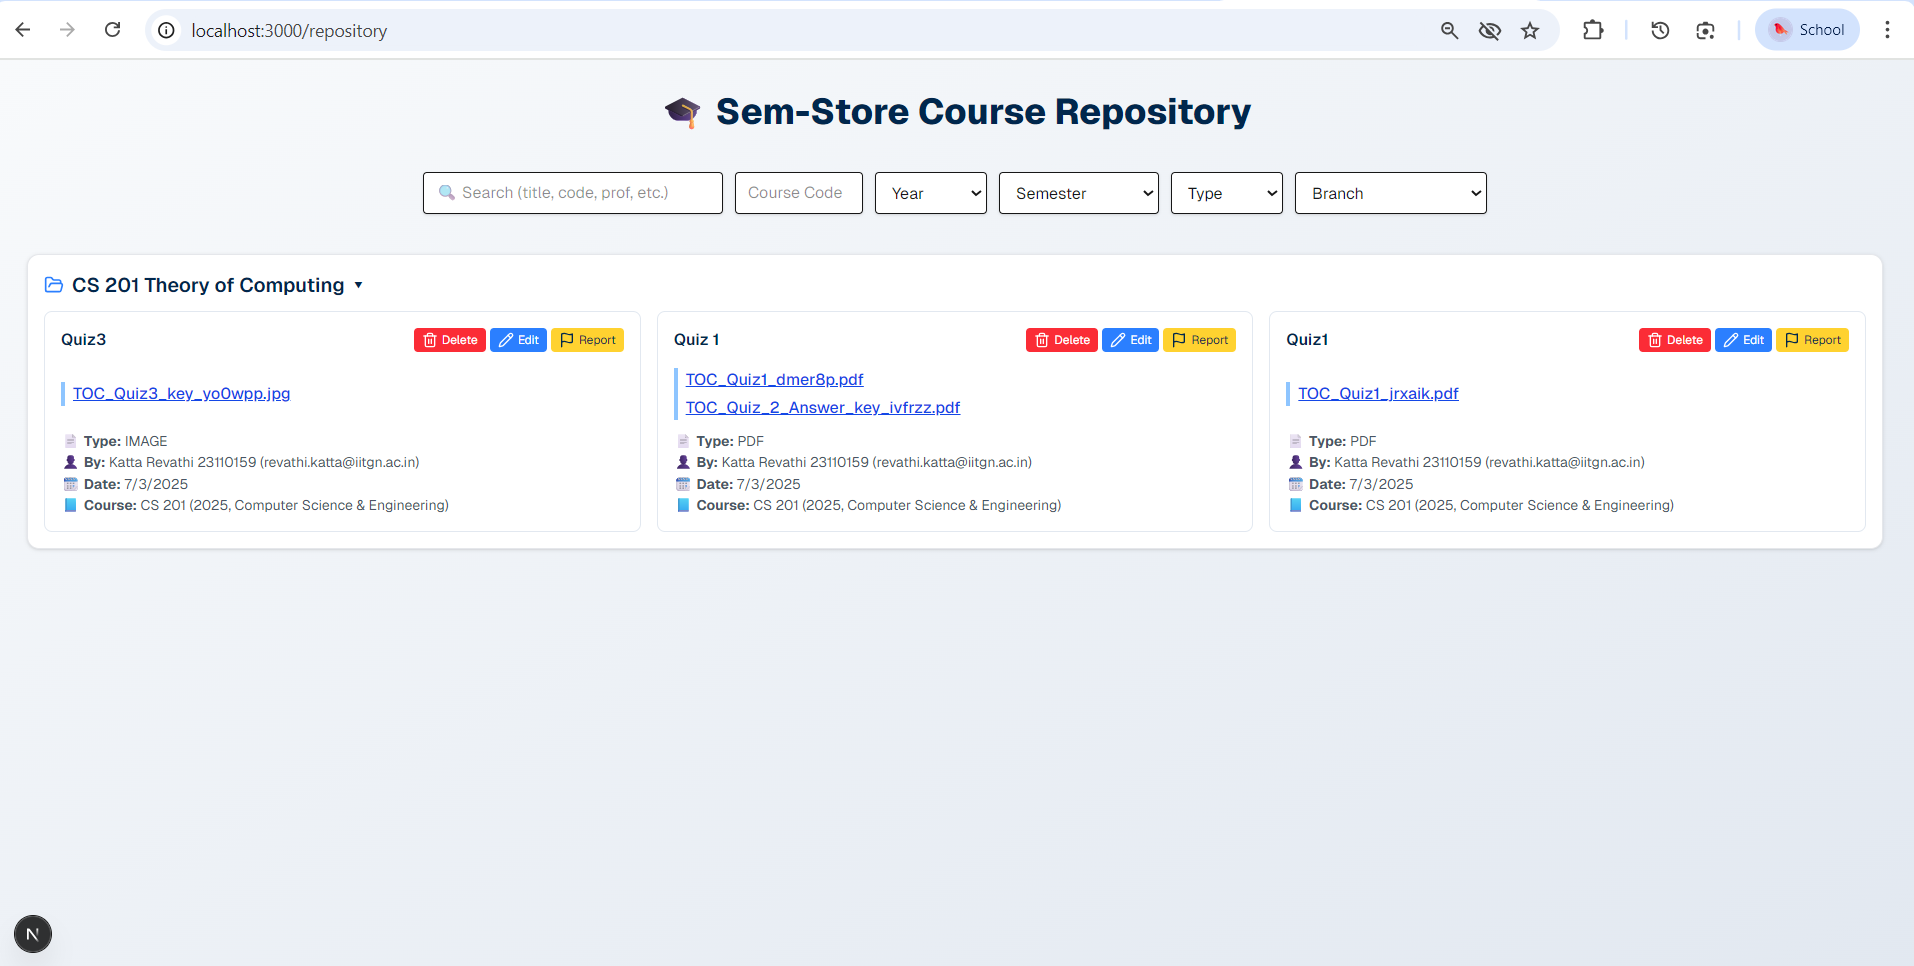 localhost:3000/repository
School
Sem-Store Course Repository
Search (title, code, prof, etc.)
Course Code
Year
Semester
Type
Branch
CS 201 Theory of Computing
Quiz3
Delete
Edit
Report
TOC_Quiz3_key_yo0wpp.jpg
Type: IMAGE
By: Katta Revathi 23110159 (revathi.katta@iitgn.ac.in)
Date: 7/3/2025
Course: CS 201 (2025, Computer Science & Engineering)
Quiz 1
Delete
Edit
Report
TOC_Quiz1_dmer8p.pdf
TOC_Quiz_2_Answer_key_ivfrzz.pdf
Type: PDF
By: Katta Revathi 23110159 (revathi.katta@iitgn.ac.in)
Date: 7/3/2025
Course: CS 201 (2025, Computer Science & Engineering)
Quiz1
Delete
Edit
Report
TOC_Quiz1_jrxaik.pdf
Type: PDF
By: Katta Revathi 23110159 (revathi.katta@iitgn.ac.in)
Date: 7/3/2025
Course: CS 201 (2025, Computer Science & Engineering)
N